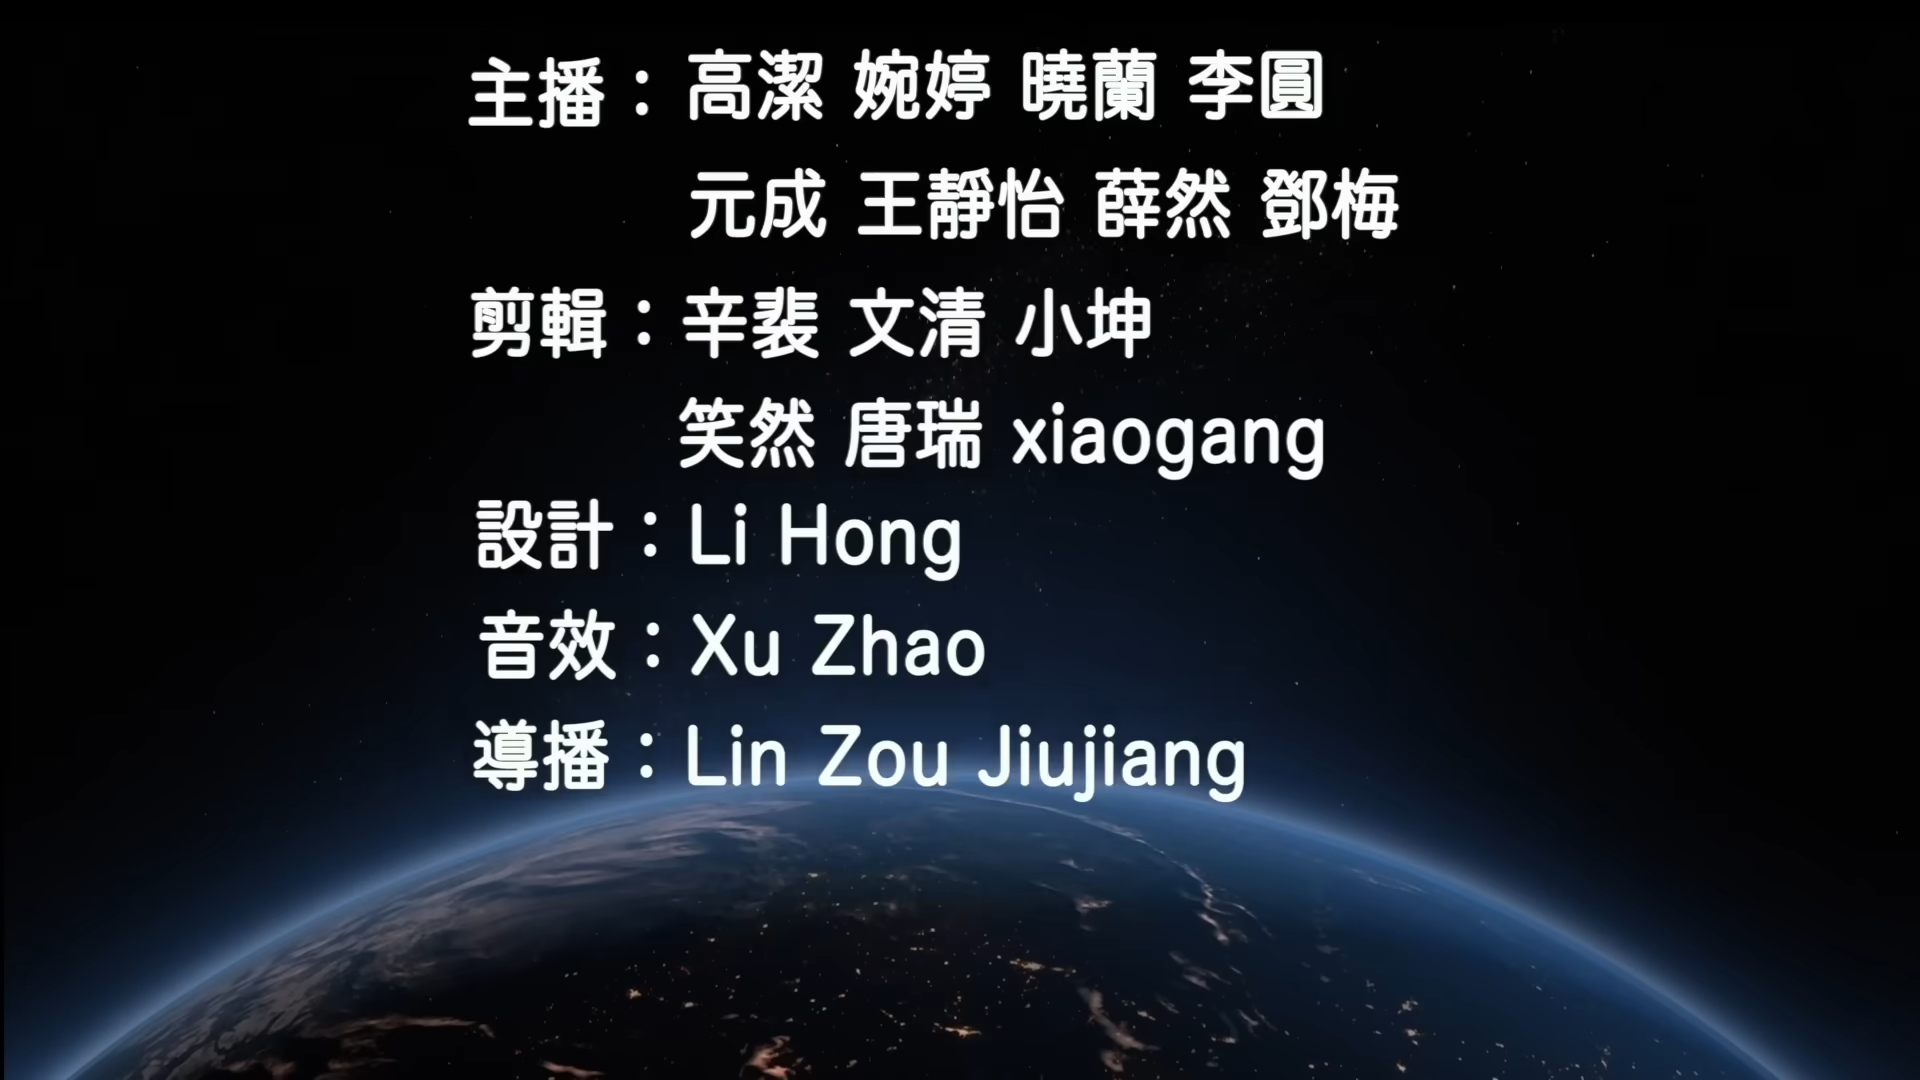 主播：高潔 婉婷 曉蘭 李圓
元成 王靜怡 薛然 鄧梅
剪輯：辛裴 文清 小坤
笑然 唐瑞 xiaogang
設計：Li Hong
音效：Xu Zhao
導播：Lin Zou Jiujiang